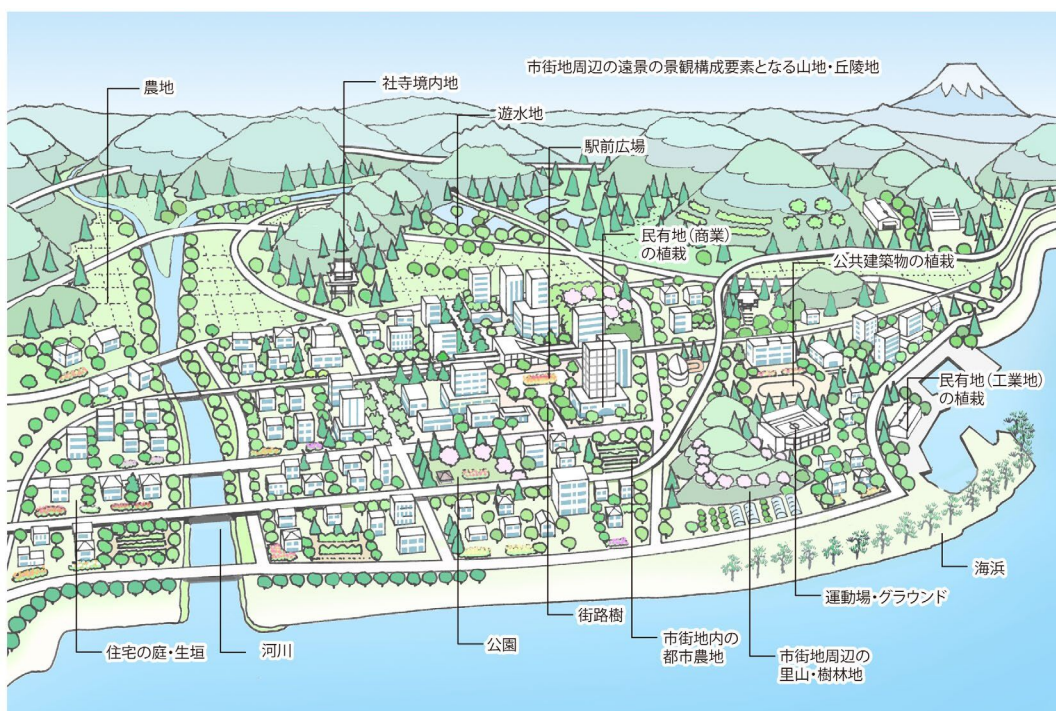 市街地周辺の遠景の景観構成要素となる山地・丘陵地
農地
社寺境内地
遊水地
駅前広場
民有地(商業)
の植栽
公共建築物の植栽
民有地(工業地)
の植栽
海浜
運動場・グラウンド
街路樹
市街地内の
都市農地
市街地周辺の
里山・樹林地
公園
河川
住宅の庭・生垣